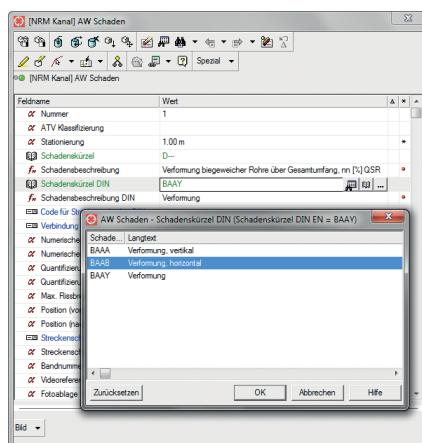 [NRM Kanal] AW Schaden
Spezial
[NRM Kanal] AW Schaden
Feldname Wert
Nummer 1
ATV Klassifizierung
Stationierung 1.00 m
Schadenskürzel D---
Schadensbeschreibung Verformung biegeweicher Rohre über Gesamtumfang, nn [%] QSR
Schadenskürzel DIN BAAY
Schadensbeschreibung DIN Verformung
Code für
Verbindung
Numerische
Numerische
Quantifizieru
Quantifizieru
Max. Rissbr
Position (vo
Position (na
Streckensch
Streckensc
Bandnumme
Videorefere
Fotoablage
AW Schaden - Schadenskürzel DIN (Schadenskürzel DIN EN = BAAY)
Schade... Langtext
BAAA Verformung, vertikal
BAAB Verformung, horizontal
BAAY Verformung
Zurücksetzen OK Abbrechen Hilfe
Bild